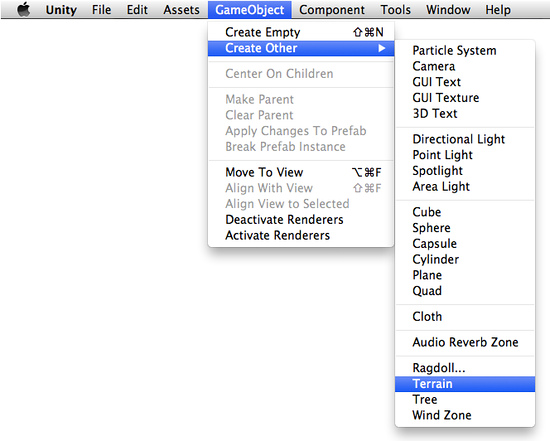 Unity File Edit Assets GameObject Component Tools Window Help
Create Empty ⇧⌘N
Create Other ▶
Center On Children
Make Parent
Clear Parent
Apply Changes To Prefab
Break Prefab Instance
Move To View ⌥⌘F
Align With View ⇧⌘F
Align View to Selected
Deactivate Renderers
Activate Renderers
Particle System
Camera
GUI Text
GUI Texture
3D Text
Directional Light
Point Light
Spotlight
Area Light
Cube
Sphere
Capsule
Cylinder
Plane
Quad
Cloth
Audio Reverb Zone
Ragdoll...
Terrain
Tree
Wind Zone